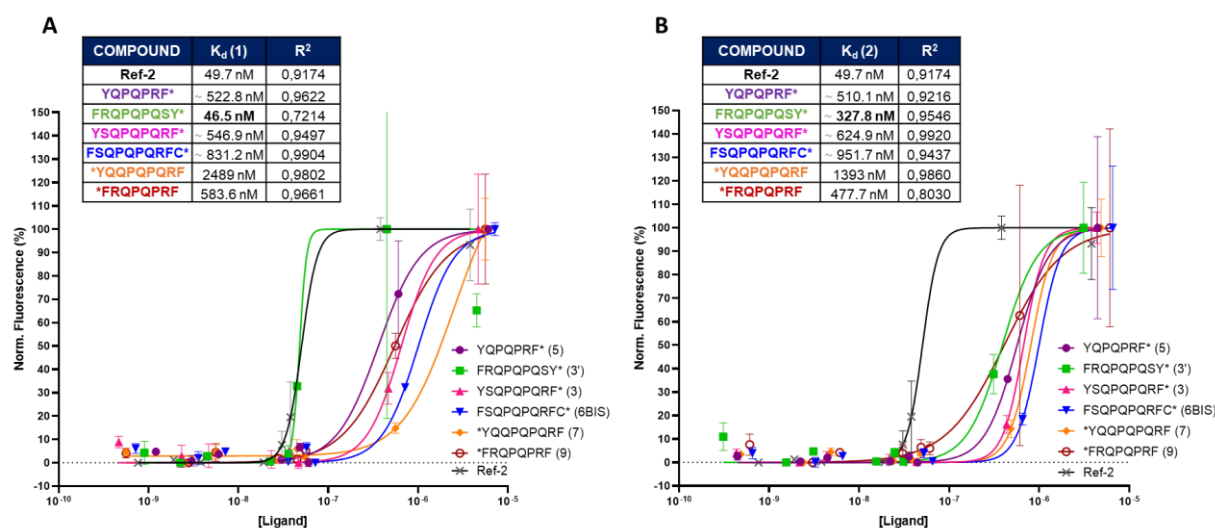 A
COMPOUND Kd (1) R2
Ref-2 49.7 nM 0,9174
YQPQPRF* ~ 522.8 nM 0,9622
FRQPQPQSY* 46.5 nM 0,7214
YSQPQPQRF* ~ 546.9 nM 0,9497
FSQPQPQRFC* ~ 831.2 nM 0,9904
*YQQPQPQRF 2489 nM 0,9802
*FRQPQPRF 583.6 nM 0,9661
Norm. Fluorescence (%)
150
140
130
120
110
100
90
80
70
60
50
40
30
20
10
0
-10
YQPQPRF* (5)
FRQPQPQSY* (3')
YSQPQPQRF* (3)
FSQPQPQRFC* (6BIS)
*YQQPQPQRF (7)
*FRQPQPRF (9)
Ref-2
10-10 10-9 10-8 10-7 10-6 10-5
[Ligand]
B
COMPOUND Kd (2) R2
Ref-2 49.7 nM 0,9174
YQPQPRF* ~ 510.1 nM 0,9216
FRQPQPQSY* ~ 327.8 nM 0,9546
YSQPQPQRF* ~ 624.9 nM 0,9920
FSQPQPQRFC* ~ 951.7 nM 0,9437
*YQQPQPQRF 1393 nM 0,9860
*FRQPQPRF 477.7 nM 0,8030
Norm. Fluorescence (%)
150
140
130
120
110
100
90
80
70
60
50
40
30
20
10
0
-10
YQPQPRF* (5)
FRQPQPQSY* (3')
YSQPQPQRF* (3)
FSQPQPQRFC* (6BIS)
*YQQPQPQRF (7)
*FRQPQPRF (9)
Ref-2
10-10 10-9 10-8 10-7 10-6 10-5
[Ligand]